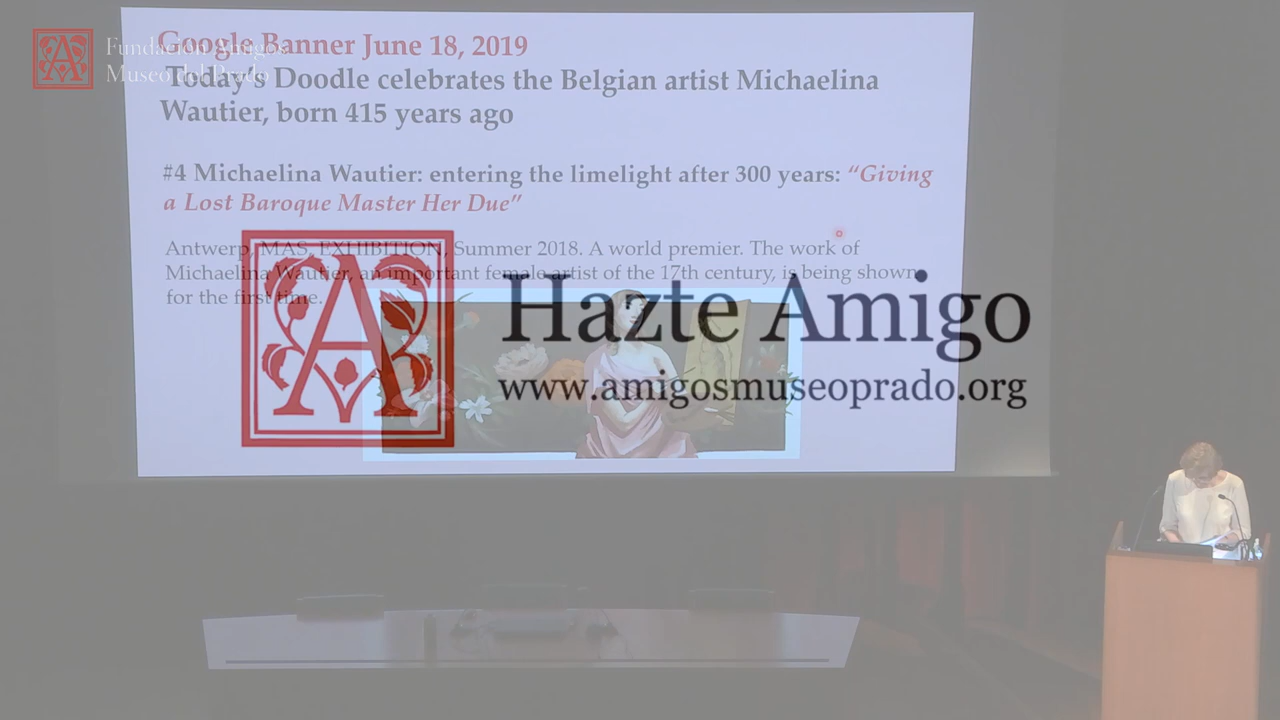 Fundación Amigos
Museo del Prado
Google Banner June 18, 2019
Today's Doodle celebrates the Belgian artist Michaelina
Wautier, born 415 years ago
#4 Michaelina Wautier: entering the limelight after 300 years: “Giving
a Lost Baroque Master Her Due”
Antwerp, MAS, EXHIBITION, Summer 2018. A world premier. The work of
Michaelina Wautier, an important female artist of the 17th century, is being shown
for the first time.
A
Hazte Amigo
www.amigosmuseoprado.org